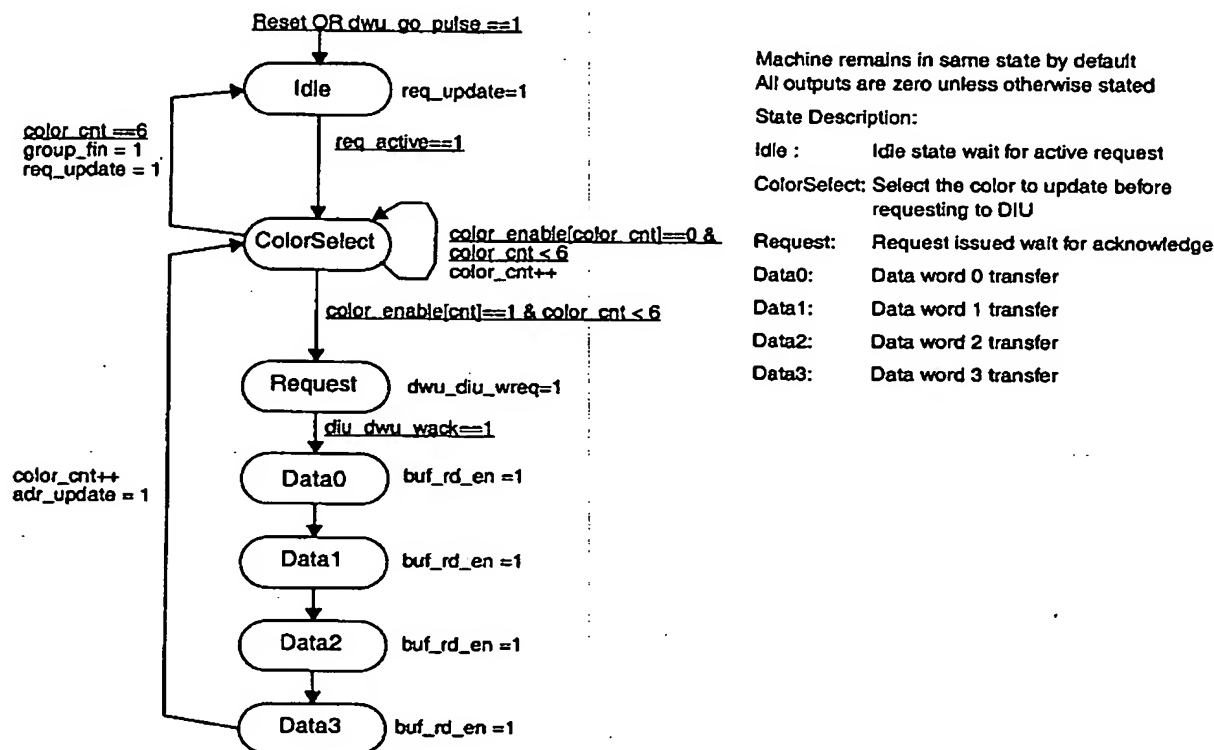 Reset OR dwu_go_pulse ==1
Idle
req_update=1
color_cnt ==6
group_fin = 1
req_update = 1
req_active==1
ColorSelect
color_enable[color_cnt]==0 &
color_cnt < 6
color_cnt++
color_enable[cnt]==1 & color_cnt < 6
Request
dwu_diu_wreq=1
diu_dwu_wack==1
color_cnt++
adr_update = 1
Data0
buf_rd_en =1
Data1
buf_rd_en =1
Data2
buf_rd_en =1
Data3
buf_rd_en =1
Machine remains in same state by default
All outputs are zero unless otherwise stated
State Description:
Idle : Idle state wait for active request
ColorSelect: Select the color to update before
requesting to DIU
Request: Request issued wait for acknowledge
Data0: Data word 0 transfer
Data1: Data word 1 transfer
Data2: Data word 2 transfer
Data3: Data word 3 transfer